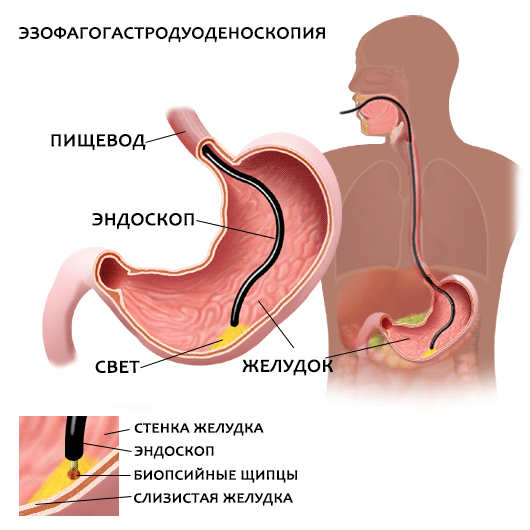 ЭЗОФАГОГАСТРОДУОДЕНОСКОПИЯ
ПИЩЕВОД
ЭНДОСКОП
СВЕТ
ЖЕЛУДОК
СТЕНКА ЖЕЛУДКА
ЭНДОСКОП
БИОПСИЙНЫЕ ЩИПЦЫ
СЛИЗИСТАЯ ЖЕЛУДКА